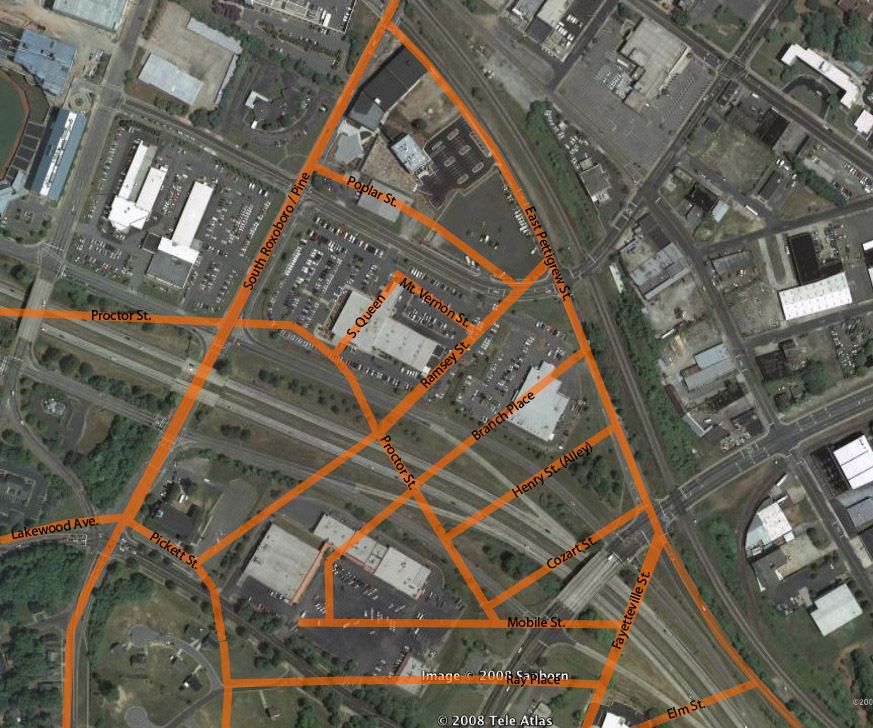 Poplar St.
South Roxoboro / Pine
East Pettigrew St.
Mt. Vernon St.
S. Queen
Proctor St.
Ramsey St.
Branch Place
Proctor St.
Henry St. (Alley)
Lakewood Ave.
Pickett St.
Cozart St.
Fayetteville St.
Mobile St.
Image © 2008 Sanborn
Ray Place
Elm St.
© 2008 Tele Atlas
©200